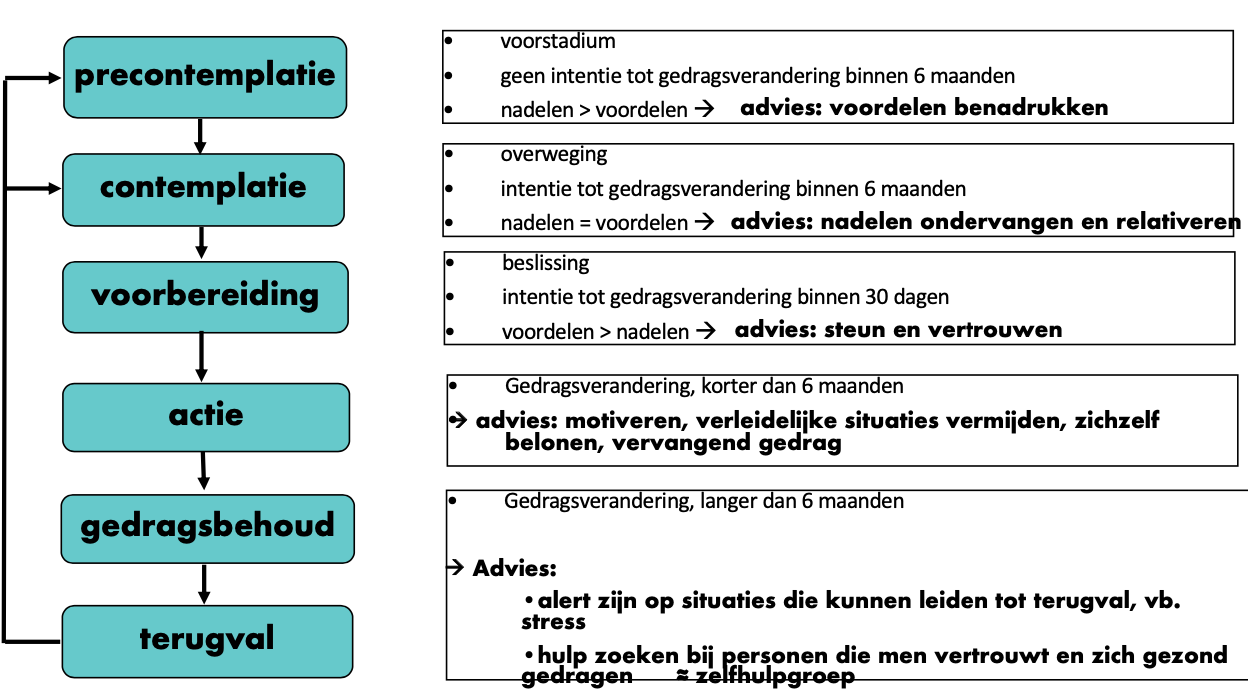 precontemplatie
• voorstadium
• geen intentie tot gedragsverandering binnen 6 maanden
• nadelen > voordelen → advies: voordelen benadrukken
contemplatie
• overweging
• intentie tot gedragsverandering binnen 6 maanden
• nadelen = voordelen → advies: nadelen ondervangen en relativeren
voorbereiding
• beslissing
• intentie tot gedragsverandering binnen 30 dagen
• voordelen > nadelen → advies: steun en vertrouwen
actie
• Gedragsverandering, korter dan 6 maanden
• → advies: motiveren, verleidelijke situaties vermijden, zichzelf
belonen, vervangend gedrag
gedragsbehoud
• Gedragsverandering, langer dan 6 maanden
→ Advies:
• alert zijn op situaties die kunnen leiden tot terugval, vb.
stress
• hulp zoeken bij personen die men vertrouwt en zich gezond
gedragen ≈ zelfhulpgroep
terugval